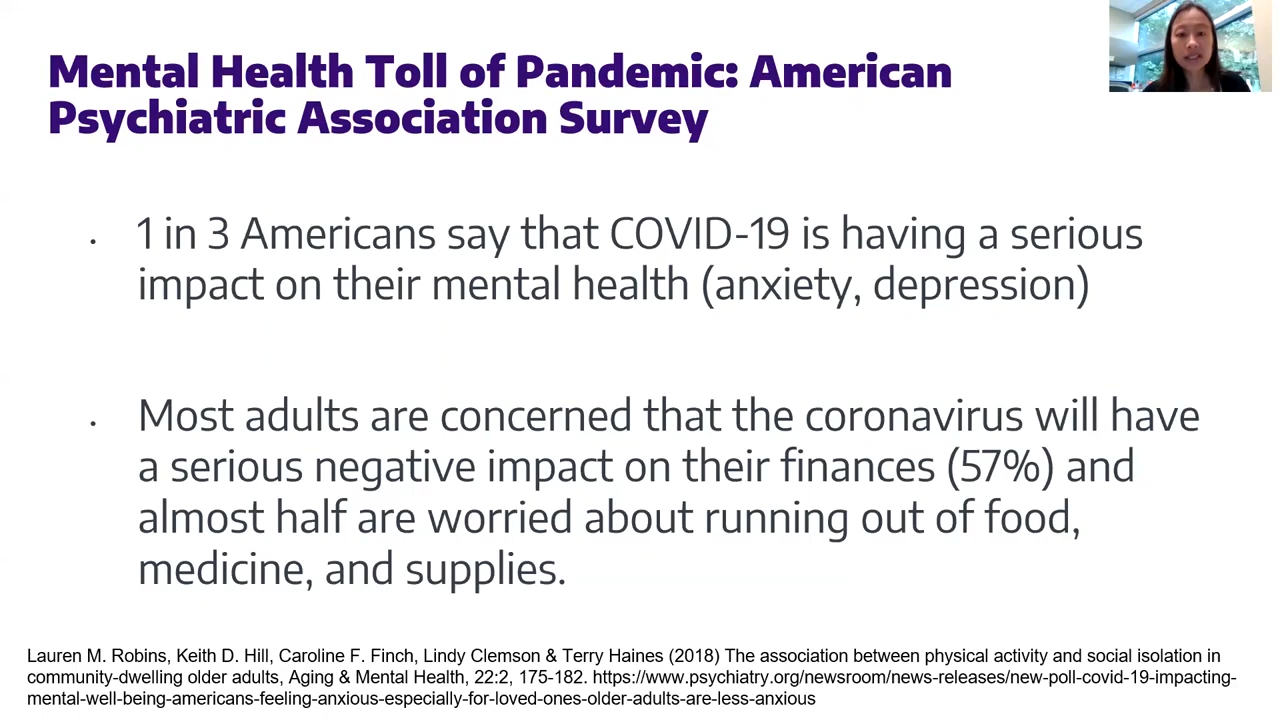 Mental Health Toll of Pandemic: American
Psychiatric Association Survey
· 1 in 3 Americans say that COVID-19 is having a serious
impact on their mental health (anxiety, depression)
· Most adults are concerned that the coronavirus will have
a serious negative impact on their finances (57%) and
almost half are worried about running out of food,
medicine, and supplies.
Lauren M. Robins, Keith D. Hill, Caroline F. Finch, Lindy Clemson & Terry Haines (2018) The association between physical activity and social isolation in
community-dwelling older adults, Aging & Mental Health, 22:2, 175-182. https://www.psychiatry.org/newsroom/news-releases/new-poll-covid-19-impacting-
mental-well-being-americans-feeling-anxious-especially-for-loved-ones-older-adults-are-less-anxious